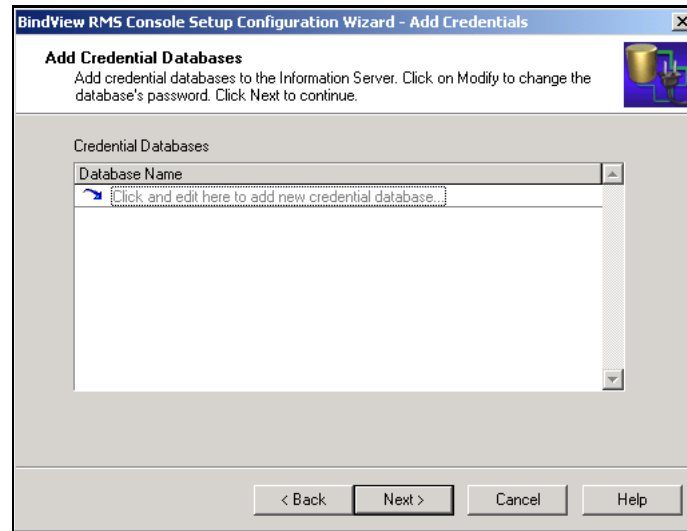 BindView RMS Console Setup Configuration Wizard - Add Credentials
Add Credential Databases
Add credential databases to the Information Server. Click on Modify to change the
database's password. Click Next to continue.
Credential Databases
Database Name
Click and edit here to add new credential database...
< Back
Next >
Cancel
Help